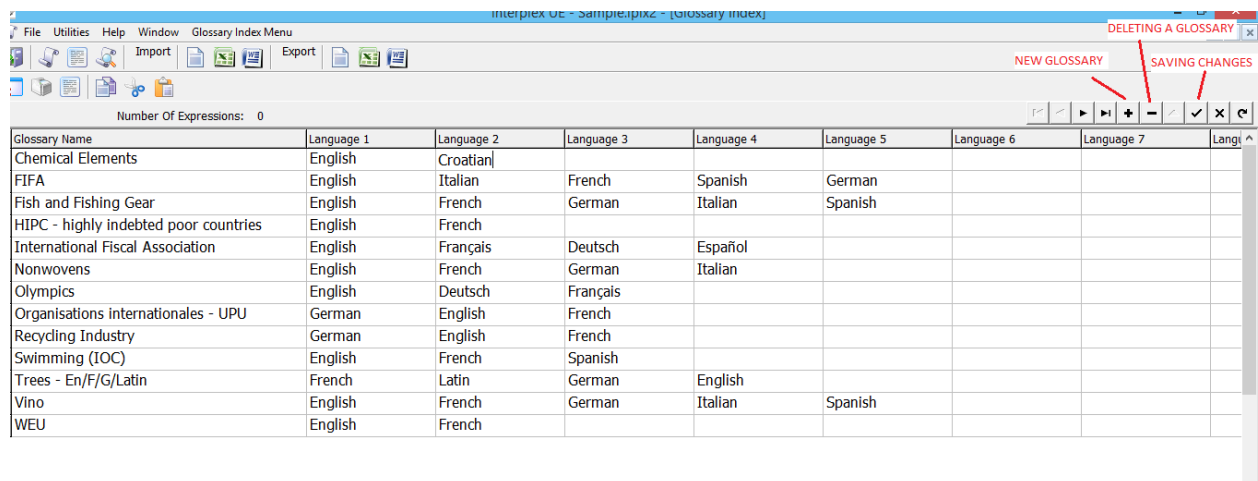 Interplex UE - Sample.iplx2 - [Glossary Index]
File Utilities Help Window Glossary Index Menu
DELETING A GLOSSARY
Import Export
NEW GLOSSARY SAVING CHANGES
Number Of Expressions: 0
Glossary Name Language 1 Language 2 Language 3 Language 4 Language 5 Language 6 Language 7
Chemical Elements English Croatian
FIFA English Italian French Spanish German
Fish and Fishing Gear English French German Italian Spanish
HIPC - highly indebted poor countries English French
International Fiscal Association English Français Deutsch Español
Nonwovens English French German Italian
Olympics English Deutsch Français
Organisations internationales - UPU German English French
Recycling Industry German English French
Swimming (IOC) English French Spanish
Trees - En/F/G/Latin French Latin German English
Vino English French German Italian Spanish
WEU English French